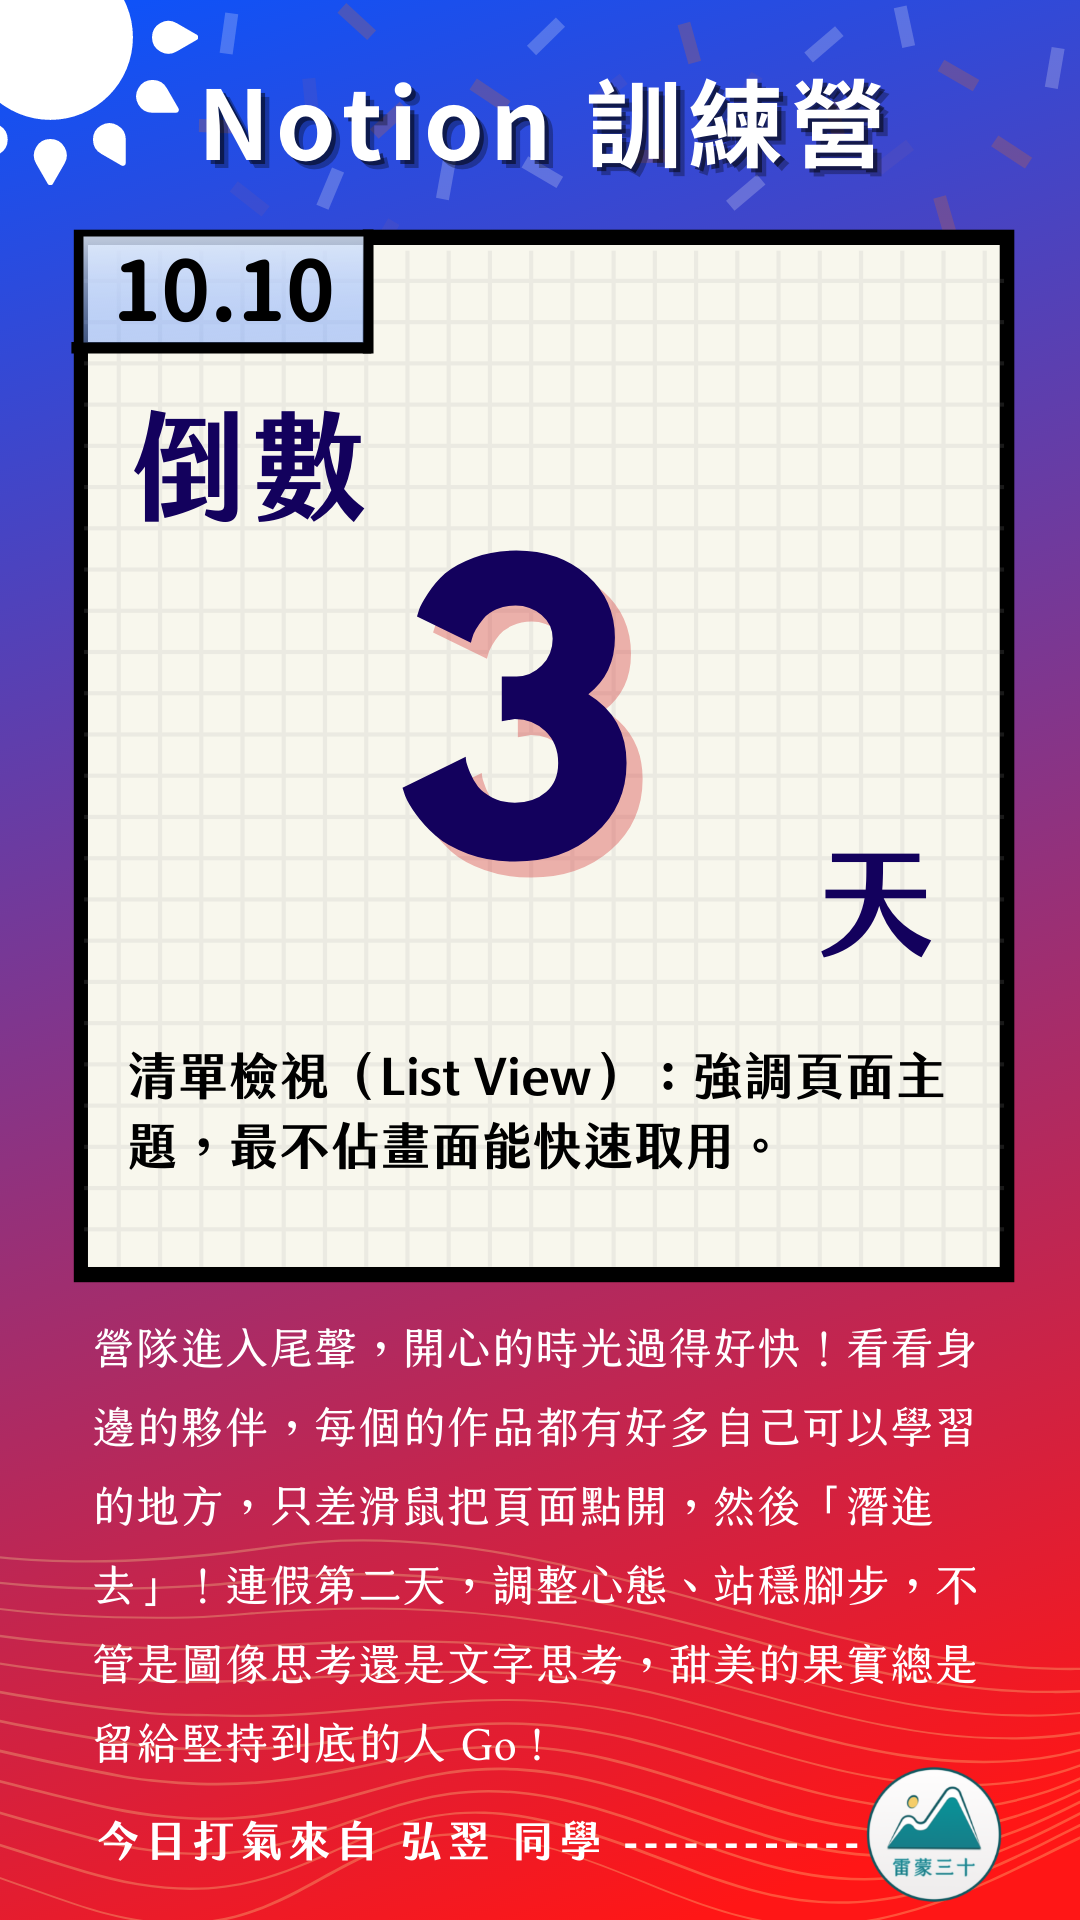 Notion 訓練營
10.10
倒數
3
天
清單檢視（List View）：強調頁面主
題，最不佔畫面能快速取用。
營隊進入尾聲，開心的時光過得好快！看看身
邊的夥伴，每個的作品都有好多自己可以學習
的地方，只差滑鼠把頁面點開，然後「潛進
去」！連假第二天，調整心態、站穩腳步，不
管是圖像思考還是文字思考，甜美的果實總是
留給堅持到底的人 Go！
今日打氣來自 弘翌 同學 ------------
雷蒙三十